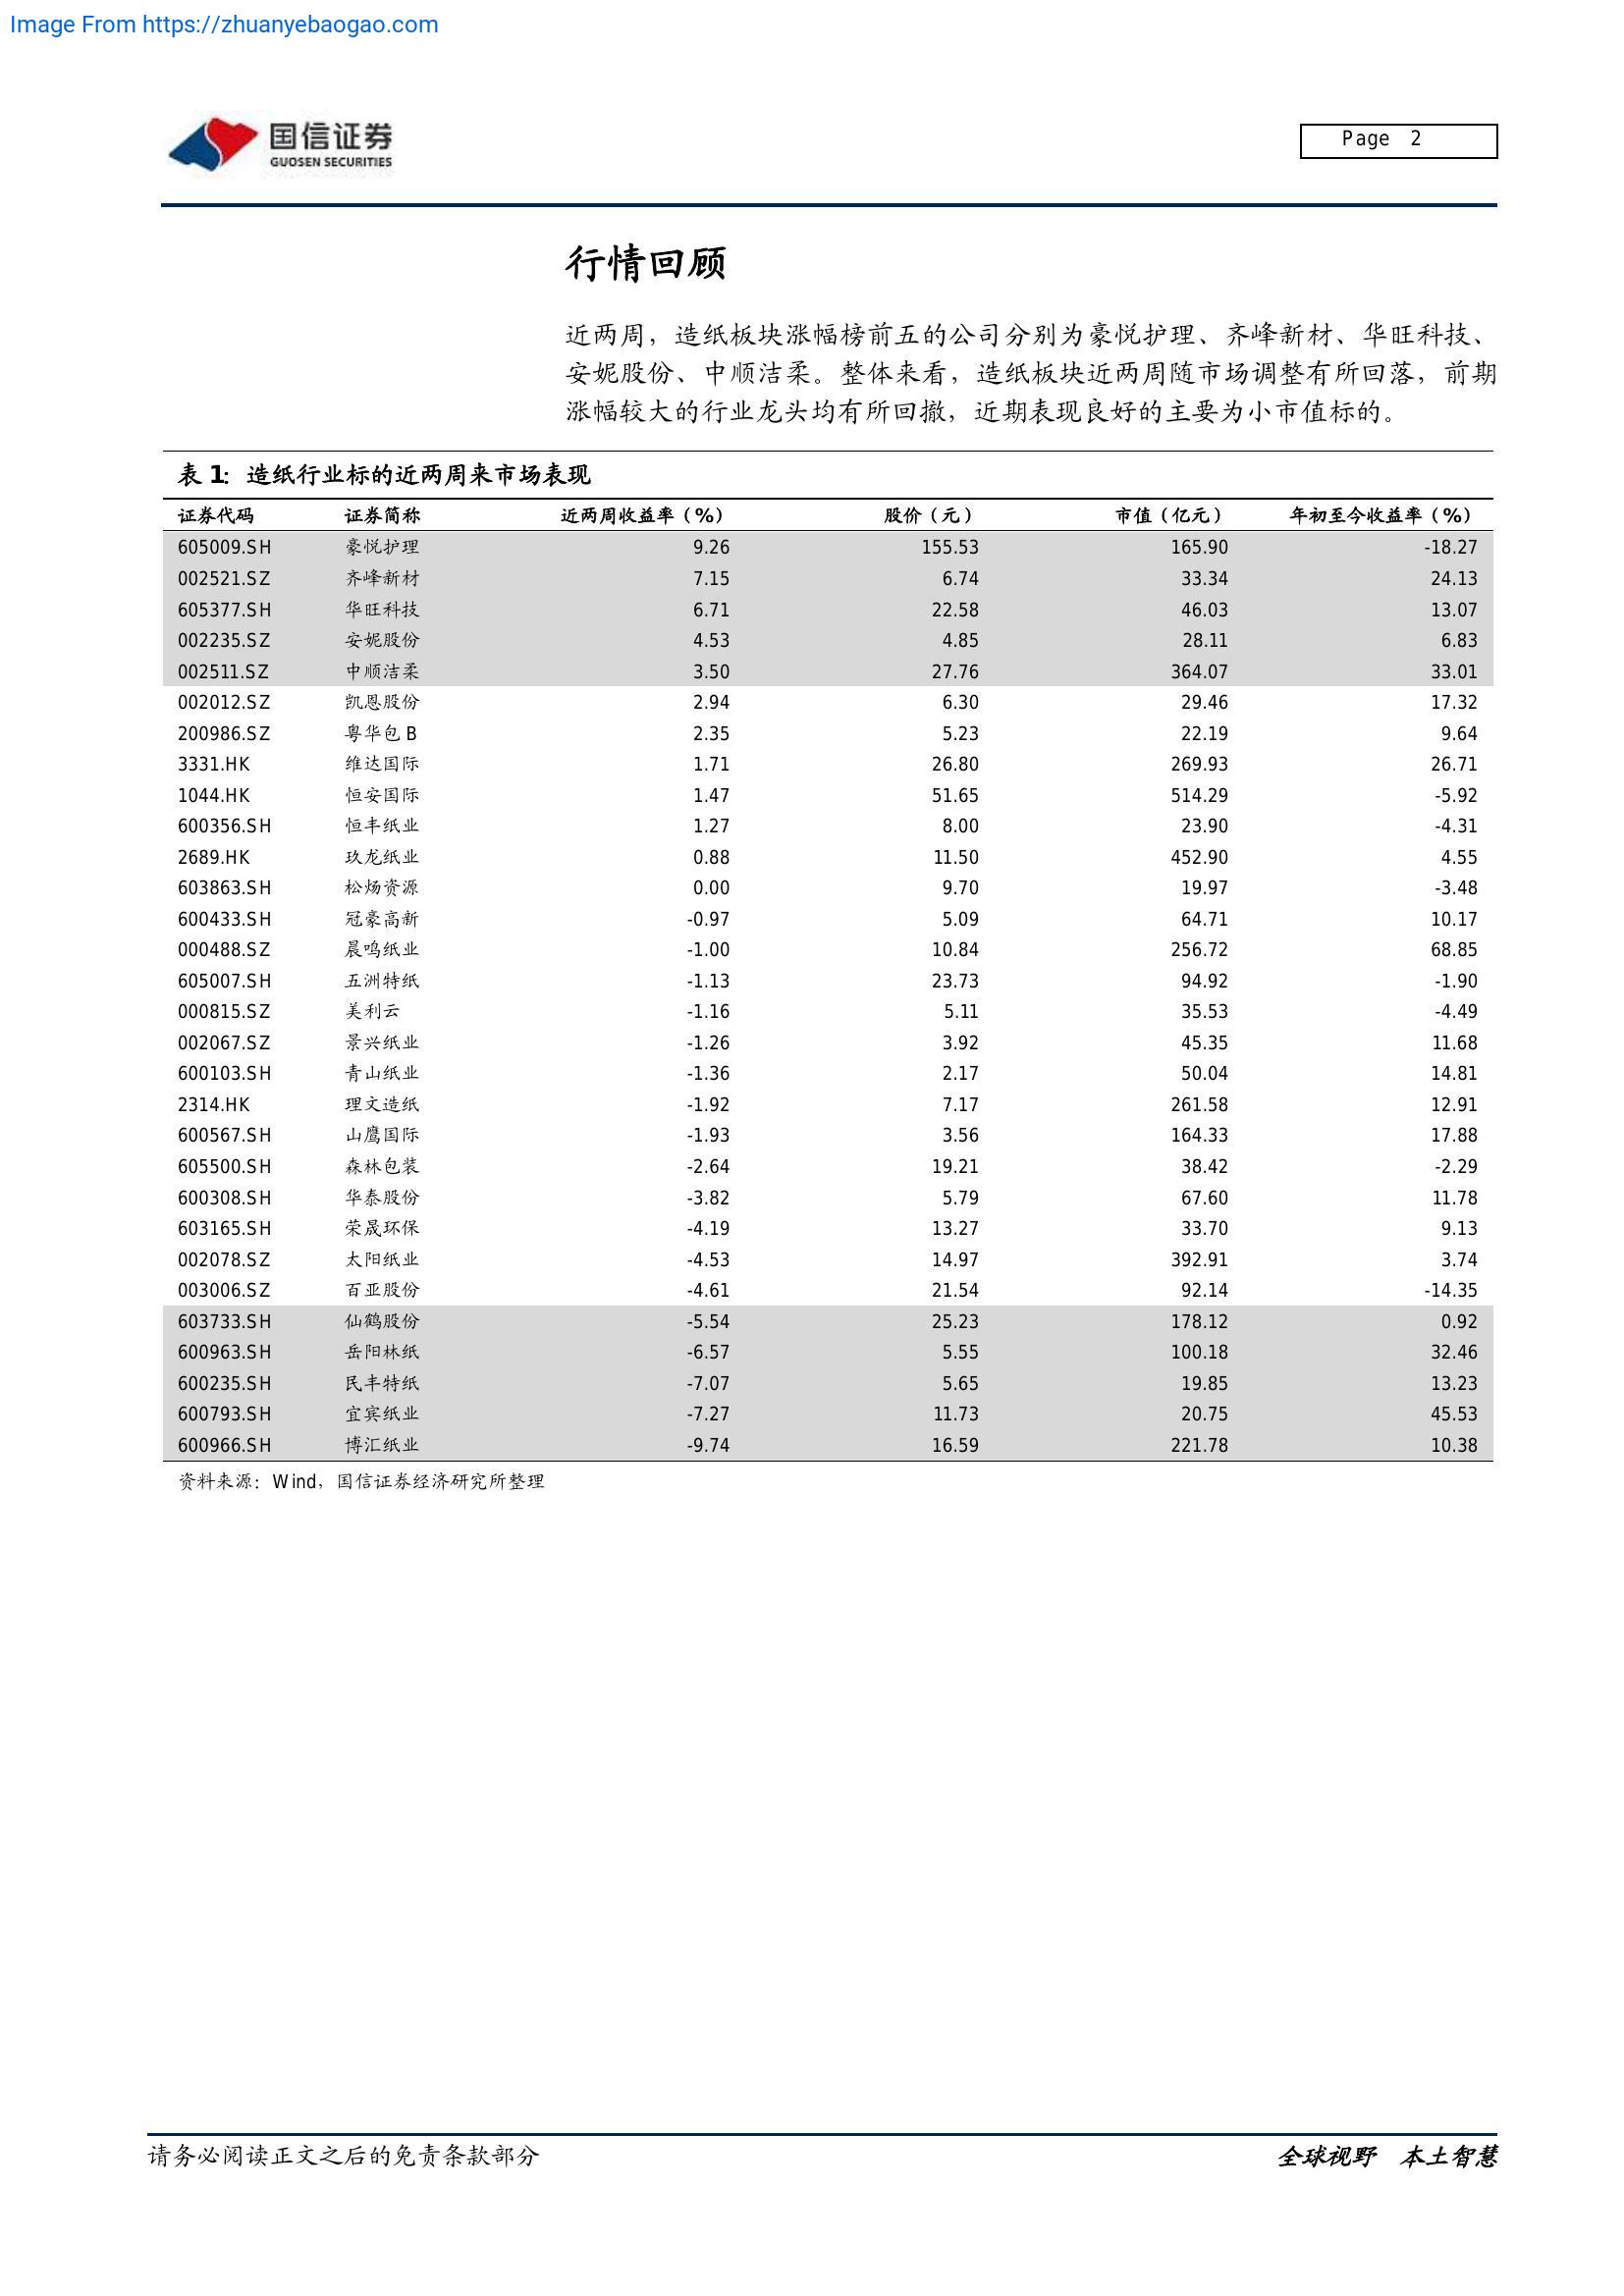 Image From https://zhuanyebaogao.com
国信证券
GUOSEN SECURITIES
Page 2
行情回顾
近两周，造纸板块涨幅榜前五的公司分别为豪悦护理、齐峰新材、华旺科技、
安妮股份、中顺洁柔。整体来看，造纸板块近两周随市场调整有所回落，前期
涨幅较大的行业龙头均有所回撤，近期表现良好的主要为小市值标的。
表 1：造纸行业标的近两周来市场表现
证券代码 证券简称 近两周收益率（%） 股价（元） 市值（亿元） 年初至今收益率（%）
605009.SH 豪悦护理 9.26 155.53 165.90 -18.27
002521.SZ 齐峰新材 7.15 6.74 33.34 24.13
605377.SH 华旺科技 6.71 22.58 46.03 13.07
002235.SZ 安妮股份 4.53 4.85 28.11 6.83
002511.SZ 中顺洁柔 3.50 27.76 364.07 33.01
002012.SZ 凯恩股份 2.94 6.30 29.46 17.32
200986.SZ 粤华包 B 2.35 5.23 22.19 9.64
3331.HK 维达国际 1.71 26.80 269.93 26.71
1044.HK 恒安国际 1.47 51.65 514.29 -5.92
600356.SH 恒丰纸业 1.27 8.00 23.90 -4.31
2689.HK 玖龙纸业 0.88 11.50 452.90 4.55
603863.SH 松炀资源 0.00 9.70 19.97 -3.48
600433.SH 冠豪高新 -0.97 5.09 64.71 10.17
000488.SZ 晨鸣纸业 -1.00 10.84 256.72 68.85
605007.SH 五洲特纸 -1.13 23.73 94.92 -1.90
000815.SZ 美利云 -1.16 5.11 35.53 -4.49
002067.SZ 景兴纸业 -1.26 3.92 45.35 11.68
600103.SH 青山纸业 -1.36 2.17 50.04 14.81
2314.HK 理文造纸 -1.92 7.17 261.58 12.91
600567.SH 山鹰国际 -1.93 3.56 164.33 17.88
605500.SH 森林包装 -2.64 19.21 38.42 -2.29
600308.SH 华泰股份 -3.82 5.79 67.60 11.78
603165.SH 荣晟环保 -4.19 13.27 33.70 9.13
002078.SZ 太阳纸业 -4.53 14.97 392.91 3.74
003006.SZ 百亚股份 -4.61 21.54 92.14 -14.35
603733.SH 仙鹤股份 -5.54 25.23 178.12 0.92
600963.SH 岳阳林纸 -6.57 5.55 100.18 32.46
600235.SH 民丰特纸 -7.07 5.65 19.85 13.23
600793.SH 宜宾纸业 -7.27 11.73 20.75 45.53
600966.SH 博汇纸业 -9.74 16.59 221.78 10.38
资料来源：Wind，国信证券经济研究所整理
请务必阅读正文之后的免责条款部分
全球视野 本土智慧